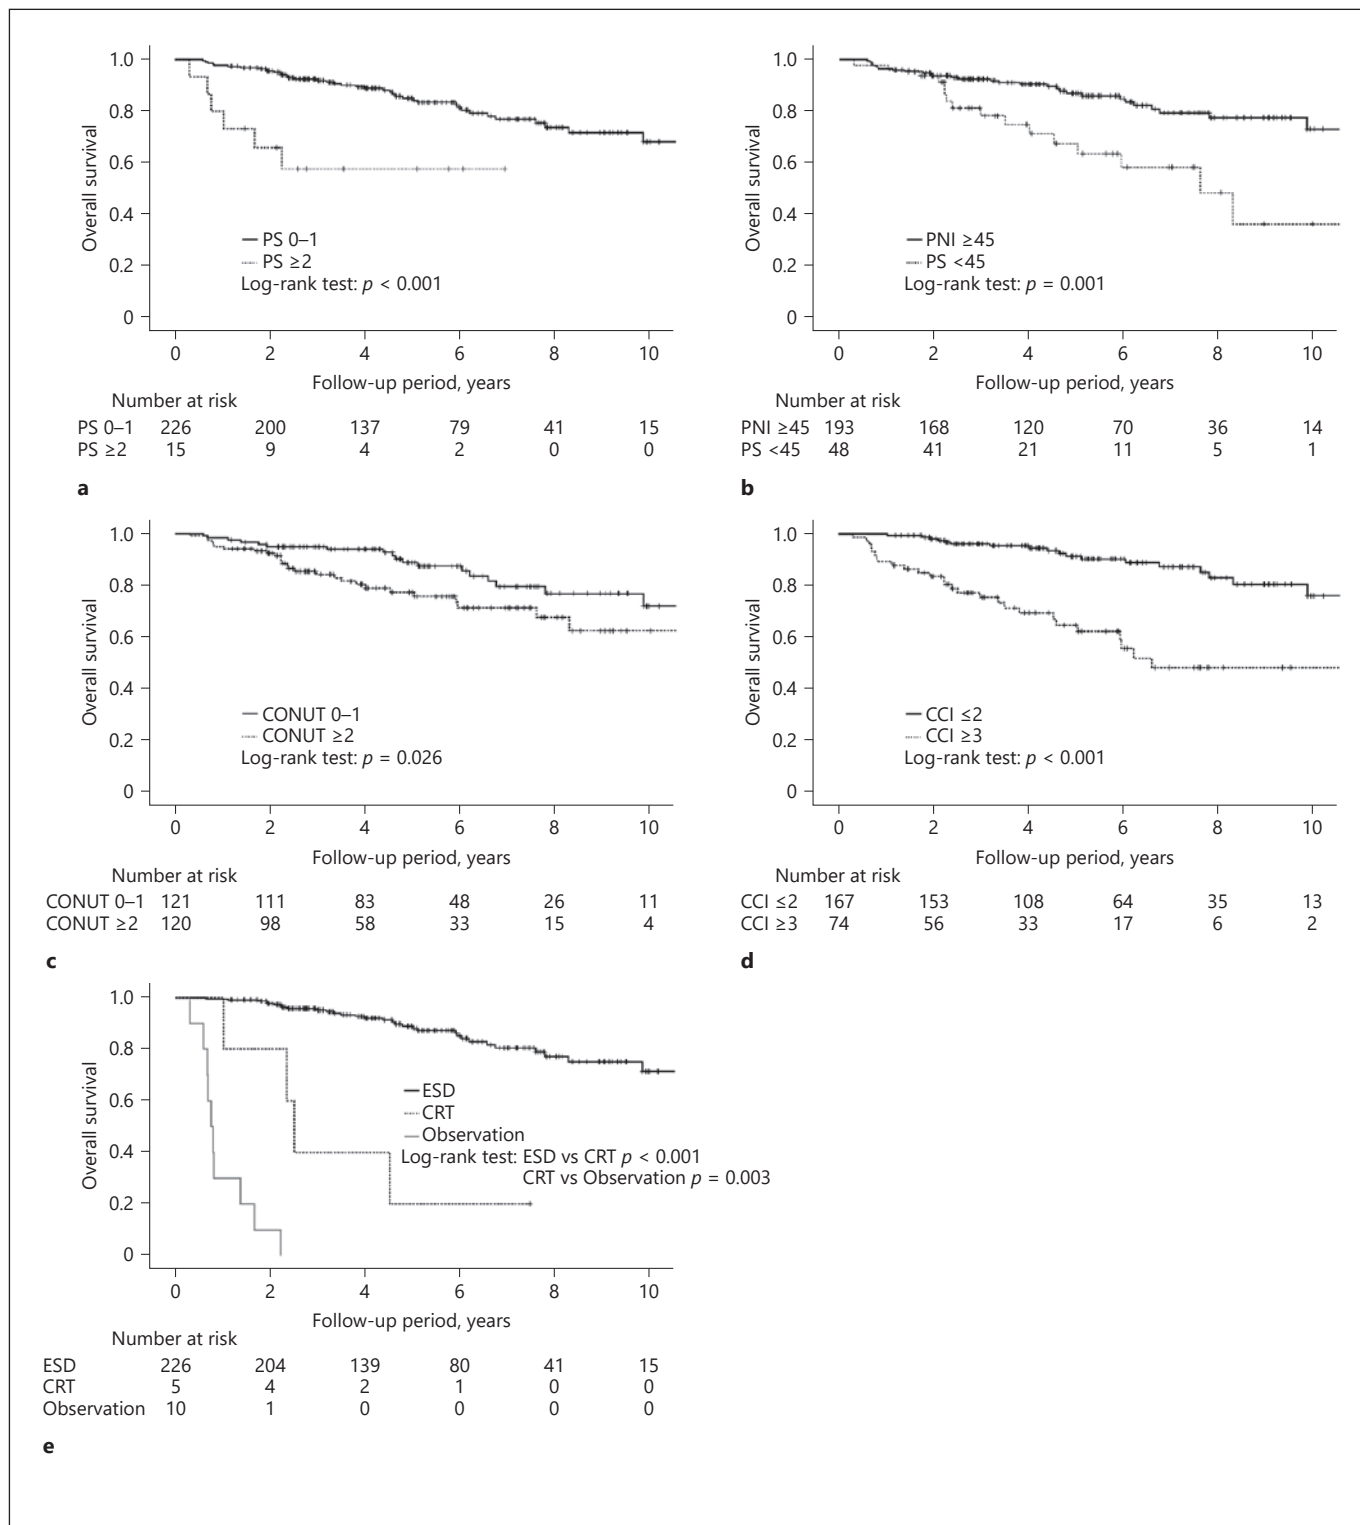 1.0
0.8
0.6
0.4
0.2
0
Overall survival
PS 0–1
PS ≥2
Log-rank test: p < 0.001
0 2 4 6 8 10
Follow-up period, years
Number at risk
PS 0–1 226 200 137 79 41 15
PS ≥2 15 9 4 2 0 0
a
1.0
0.8
0.6
0.4
0.2
0
Overall survival
PNI ≥45
PS <45
Log-rank test: p = 0.001
0 2 4 6 8 10
Follow-up period, years
Number at risk
PNI ≥45 193 168 120 70 36 14
PS <45 48 41 21 11 5 1
b
1.0
0.8
0.6
0.4
0.2
0
Overall survival
CONUT 0–1
CONUT ≥2
Log-rank test: p = 0.026
0 2 4 6 8 10
Follow-up period, years
Number at risk
CONUT 0–1 121 111 83 48 26 11
CONUT ≥2 120 98 58 33 15 4
c
1.0
0.8
0.6
0.4
0.2
0
Overall survival
CCI ≤2
CCI ≥3
Log-rank test: p < 0.001
0 2 4 6 8 10
Follow-up period, years
Number at risk
CCI ≤2 167 153 108 64 35 13
CCI ≥3 74 56 33 17 6 2
d
1.0
0.8
0.6
0.4
0.2
0
Overall survival
ESD
CRT
Observation
Log-rank test: ESD vs CRT p < 0.001
CRT vs Observation p = 0.003
0 2 4 6 8 10
Follow-up period, years
Number at risk
ESD 226 204 139 80 41 15
CRT 5 4 2 1 0 0
Observation 10 1 0 0 0 0
e